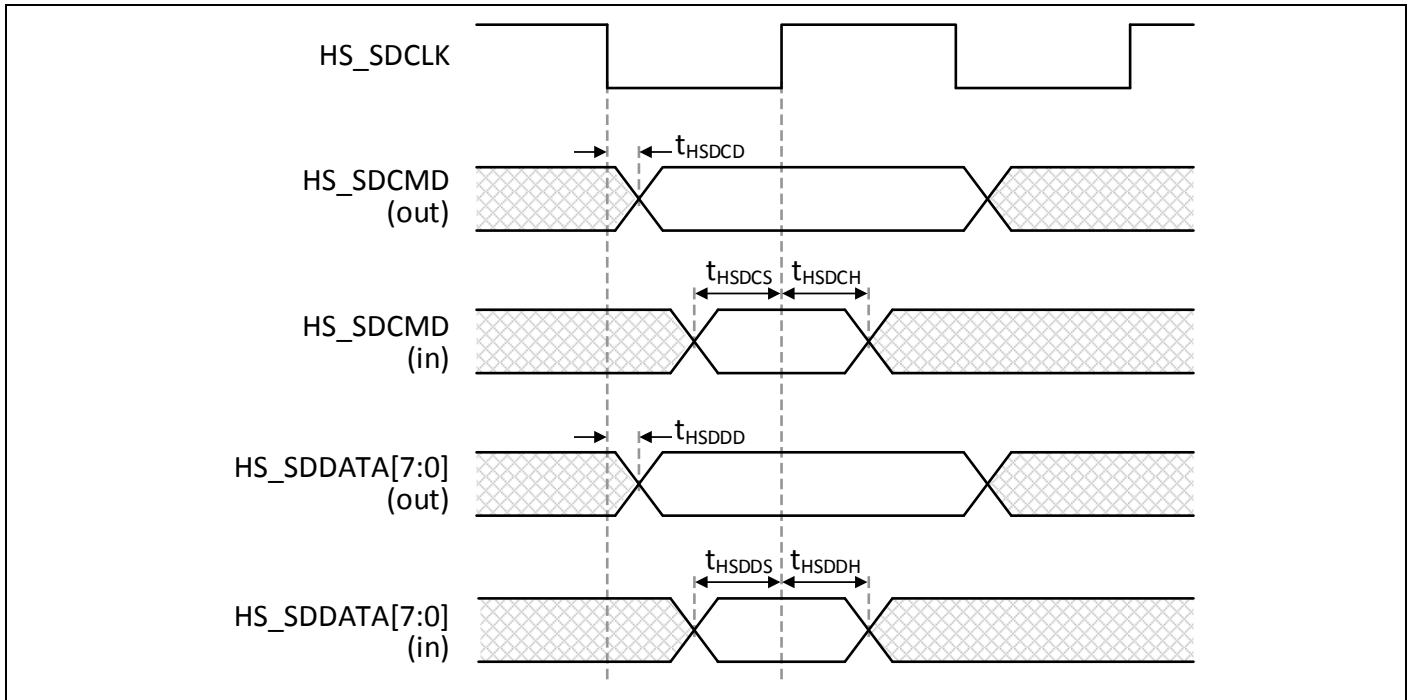 HS_SDCLK
tHSDCD
HS_SDCMD
(out)
tHSDCS tHSDCH
HS_SDCMD
(in)
tHSDDD
HS_SDDATA[7:0]
(out)
tHSDDS tHSDDH
HS_SDDATA[7:0]
(in)